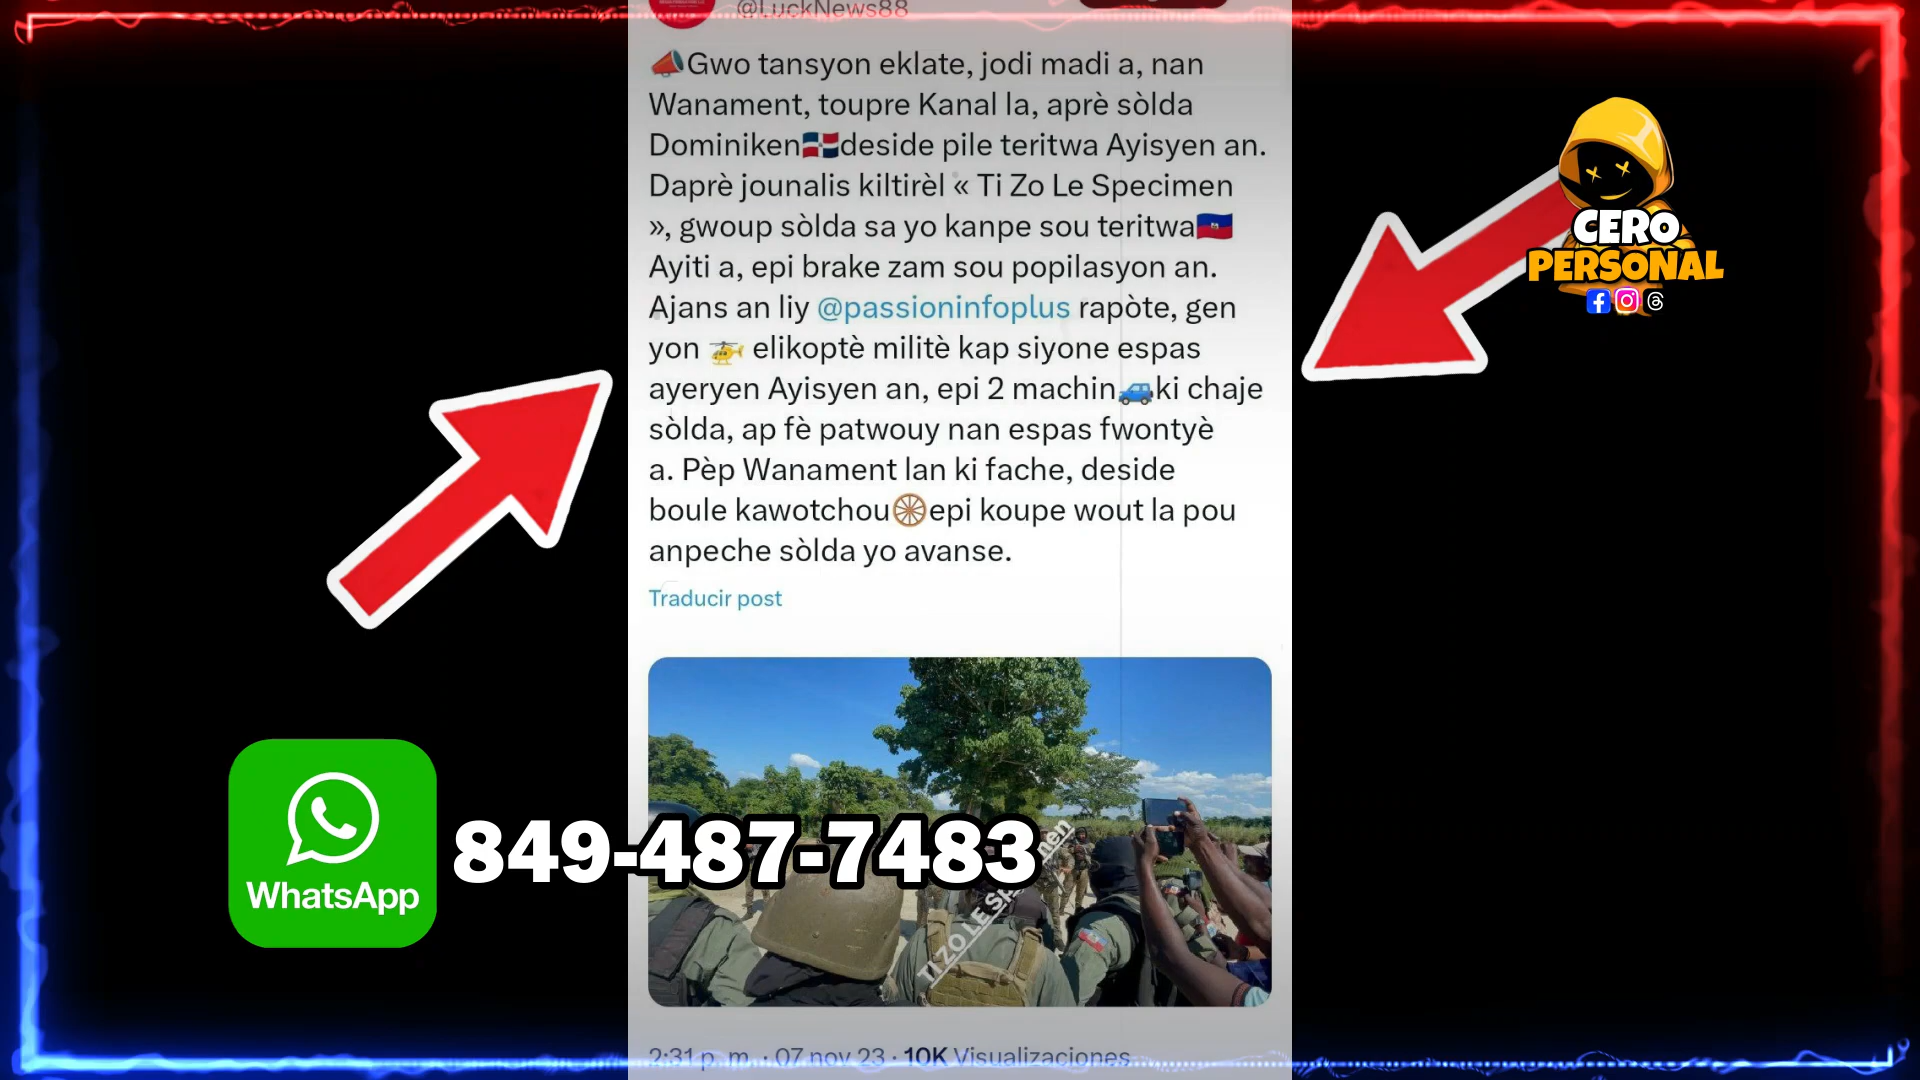 @LuckNews88
📣Gwo tansyon eklate, jodi madi a, nan
Wanament, toupre Kanal la, aprè sòlda
Dominiken🇩🇴deside pile teritwa Ayisyen an.
Daprè jounalis kiltirèl « Ti Zo Le Specimen
», gwoup sòlda sa yo kanpe sou teritwa🇭🇹
Ayiti a, epi brake zam sou popilasyon an.
Ajans an liy @passioninfoplus rapòte, gen
yon 🚁 elikoptè militè kap siyone espas
ayeryen Ayisyen an, epi 2 machin🚙ki chaje
sòlda, ap fè patwouy nan espas fwontyè
a. Pèp Wanament lan ki fache, deside
boule kawotchou🛞epi koupe wout la pou
anpeche sòlda yo avanse.
Traducir post
CERO
PERSONAL
WhatsApp
849-487-7483
TI ZO LE
2:31 p. m. · 07 nov 23 · 10K Visualizaciones